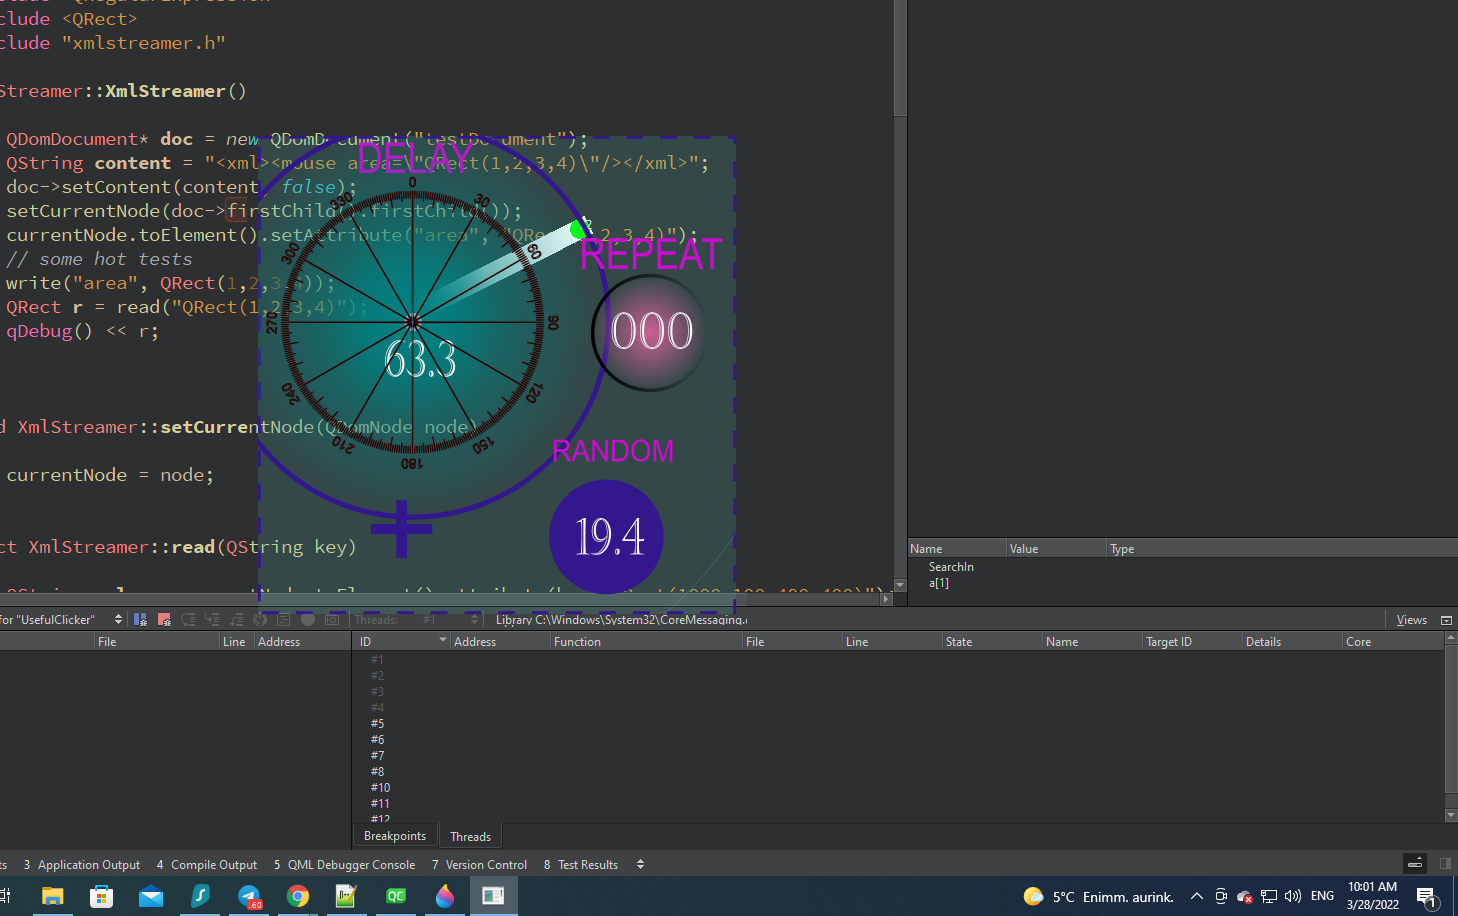 clude <QRect>
clude "xmlstreamer.h"
Streamer::XmlStreamer()
QDomDocument* doc = new QDomDocument("testDocument");
QString content = "<xml><mouse area=\"QRect(1,2,3,4)\"/></xml>";
doc->setContent(content, false);
setCurrentNode(doc->firstChild().firstChild());
currentNode.toElement().setAttribute("area", "QRect(1,2,3,4)");
// some hot tests
write("area", QRect(1,2,3,4));
QRect r = read("QRect(1,2,3,4)");
qDebug() << r;
d XmlStreamer::setCurrentNode(QDomNode node)
currentNode = node;
ct XmlStreamer::read(QString key)
DELAY
0
30
60
90
120
150
180
210
240
270
300
330
63.3
REPEAT
000
RANDOM
19.4
+
Name Value Type
SearchIn
a[1]
for "UsefulClicker" Threads: #1 Library C:\Windows\System32\CoreMessaging.d Views
File Line Address ID Address Function File Line State Name Target ID Details Core
#1
#2
#3
#4
#5
#6
#7
#8
#10
#11
#12
Breakpoints Threads
ts 3 Application Output 4 Compile Output 5 QML Debugger Console 7 Version Control 8 Test Results
.60
QC
5°C Enimm. aurink. ENG
10:01 AM
3/28/2022
1